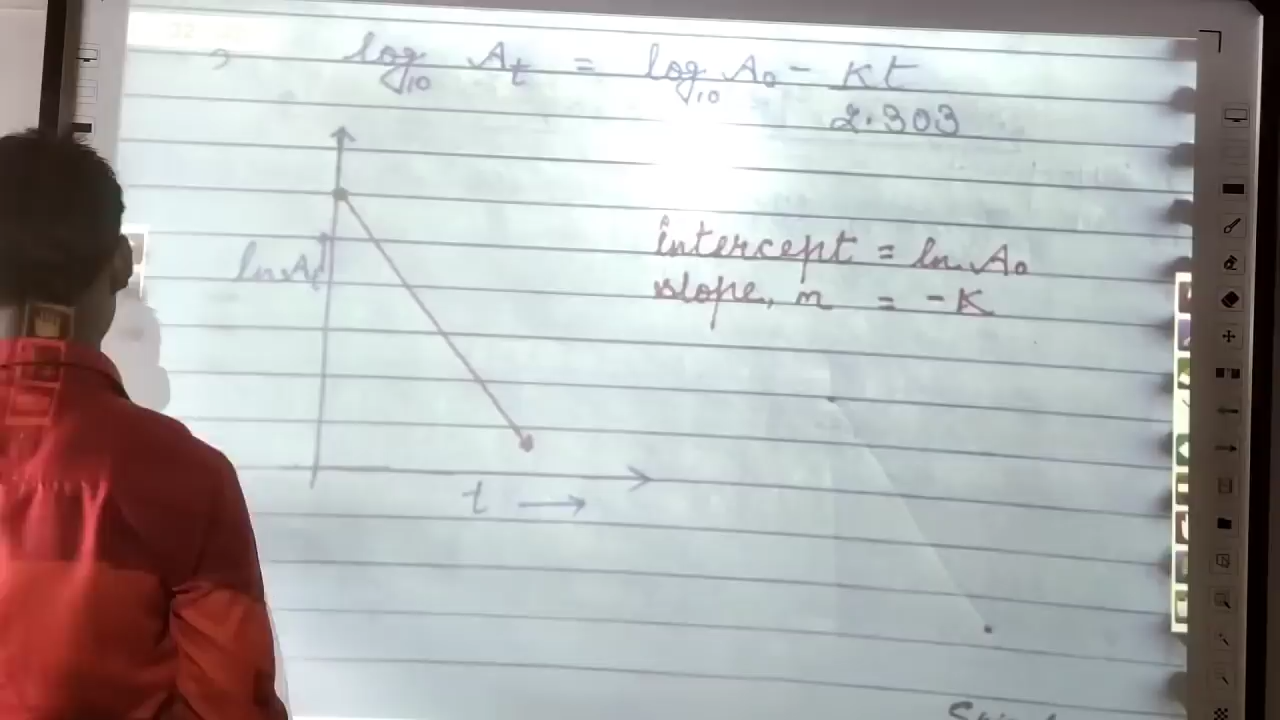 , log₁₀ Aₜ = log₁₀ A₀ - Kt / 2.303
ln Aₜ
intercept = ln A₀
slope, m = -K
t →